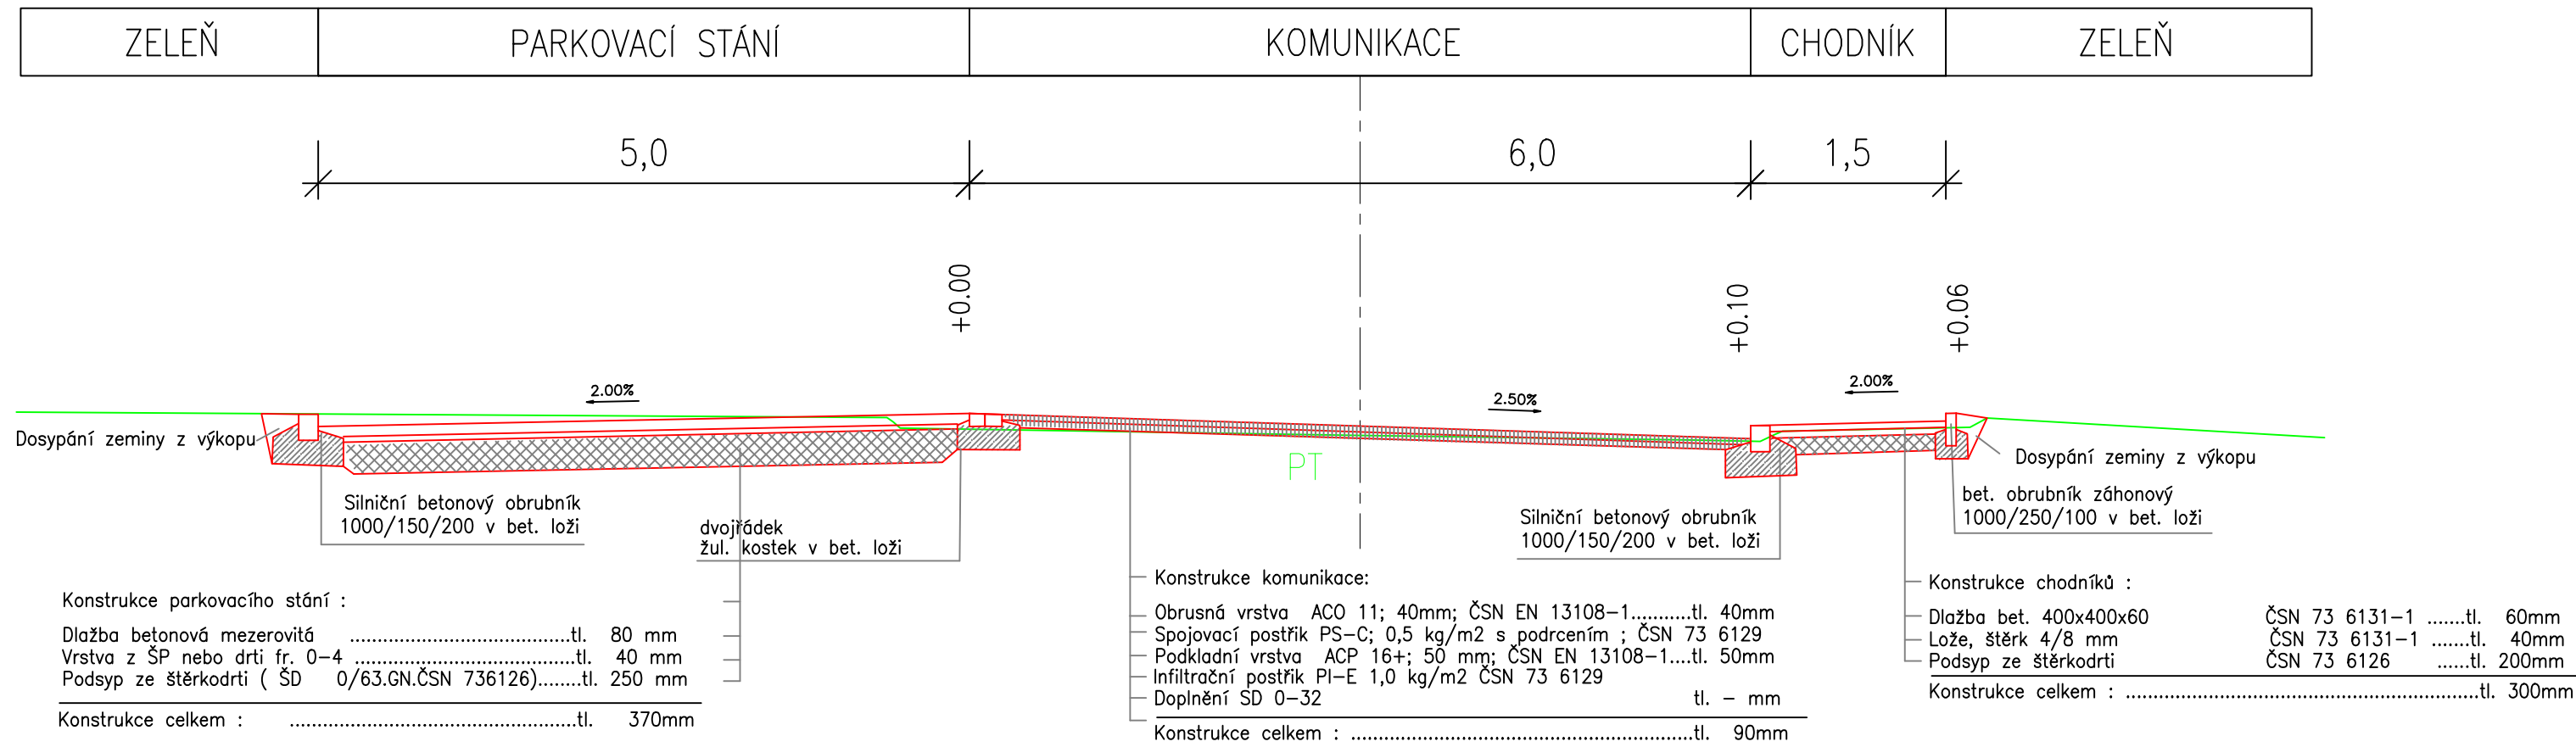 ZELEŇ PARKOVACÍ STÁNÍ KOMUNIKACE CHODNÍK ZELEŇ
5,0 6,0 1,5
+0.00 +0.10 +0.06
2.00% 2.50% 2.00%
Dosypání zeminy z výkopu
PT
Dosypání zeminy z výkopu
Silniční betonový obrubník
1000/150/200 v bet. loži
dvojřádek
žul. kostek v bet. loži
Silniční betonový obrubník
1000/150/200 v bet. loži
bet. obrubník záhonový
1000/250/100 v bet. loži
Konstrukce parkovacího stání :
Dlažba betonová mezerovitá .........................................tl. 80 mm
Vrstva z ŠP nebo drti fr. 0-4 .........................................tl. 40 mm
Podsyp ze štěrkodrti ( ŠD 0/63.GN.ČSN 736126)........tl. 250 mm
Konstrukce celkem : .....................................................tl. 370mm
Konstrukce komunikace:
Obrusná vrstva ACO 11; 40mm; ČSN EN 13108-1...........tl. 40mm
Spojovací postřik PS-C; 0,5 kg/m2 s podrcením ; ČSN 73 6129
Podkladní vrstva ACP 16+; 50 mm; ČSN EN 13108-1....tl. 50mm
Infiltrační postřik PI-E 1,0 kg/m2 ČSN 73 6129
Doplnění SD 0-32 tl. - mm
Konstrukce celkem : ...............................................................tl. 90mm
Konstrukce chodníků :
Dlažba bet. 400x400x60 ČSN 73 6131-1 .......tl. 60mm
Lože, štěrk 4/8 mm ČSN 73 6131-1 .......tl. 40mm
Podsyp ze štěrkodrti ČSN 73 6126 ......tl. 200mm
Konstrukce celkem : .................................................................tl. 300mm